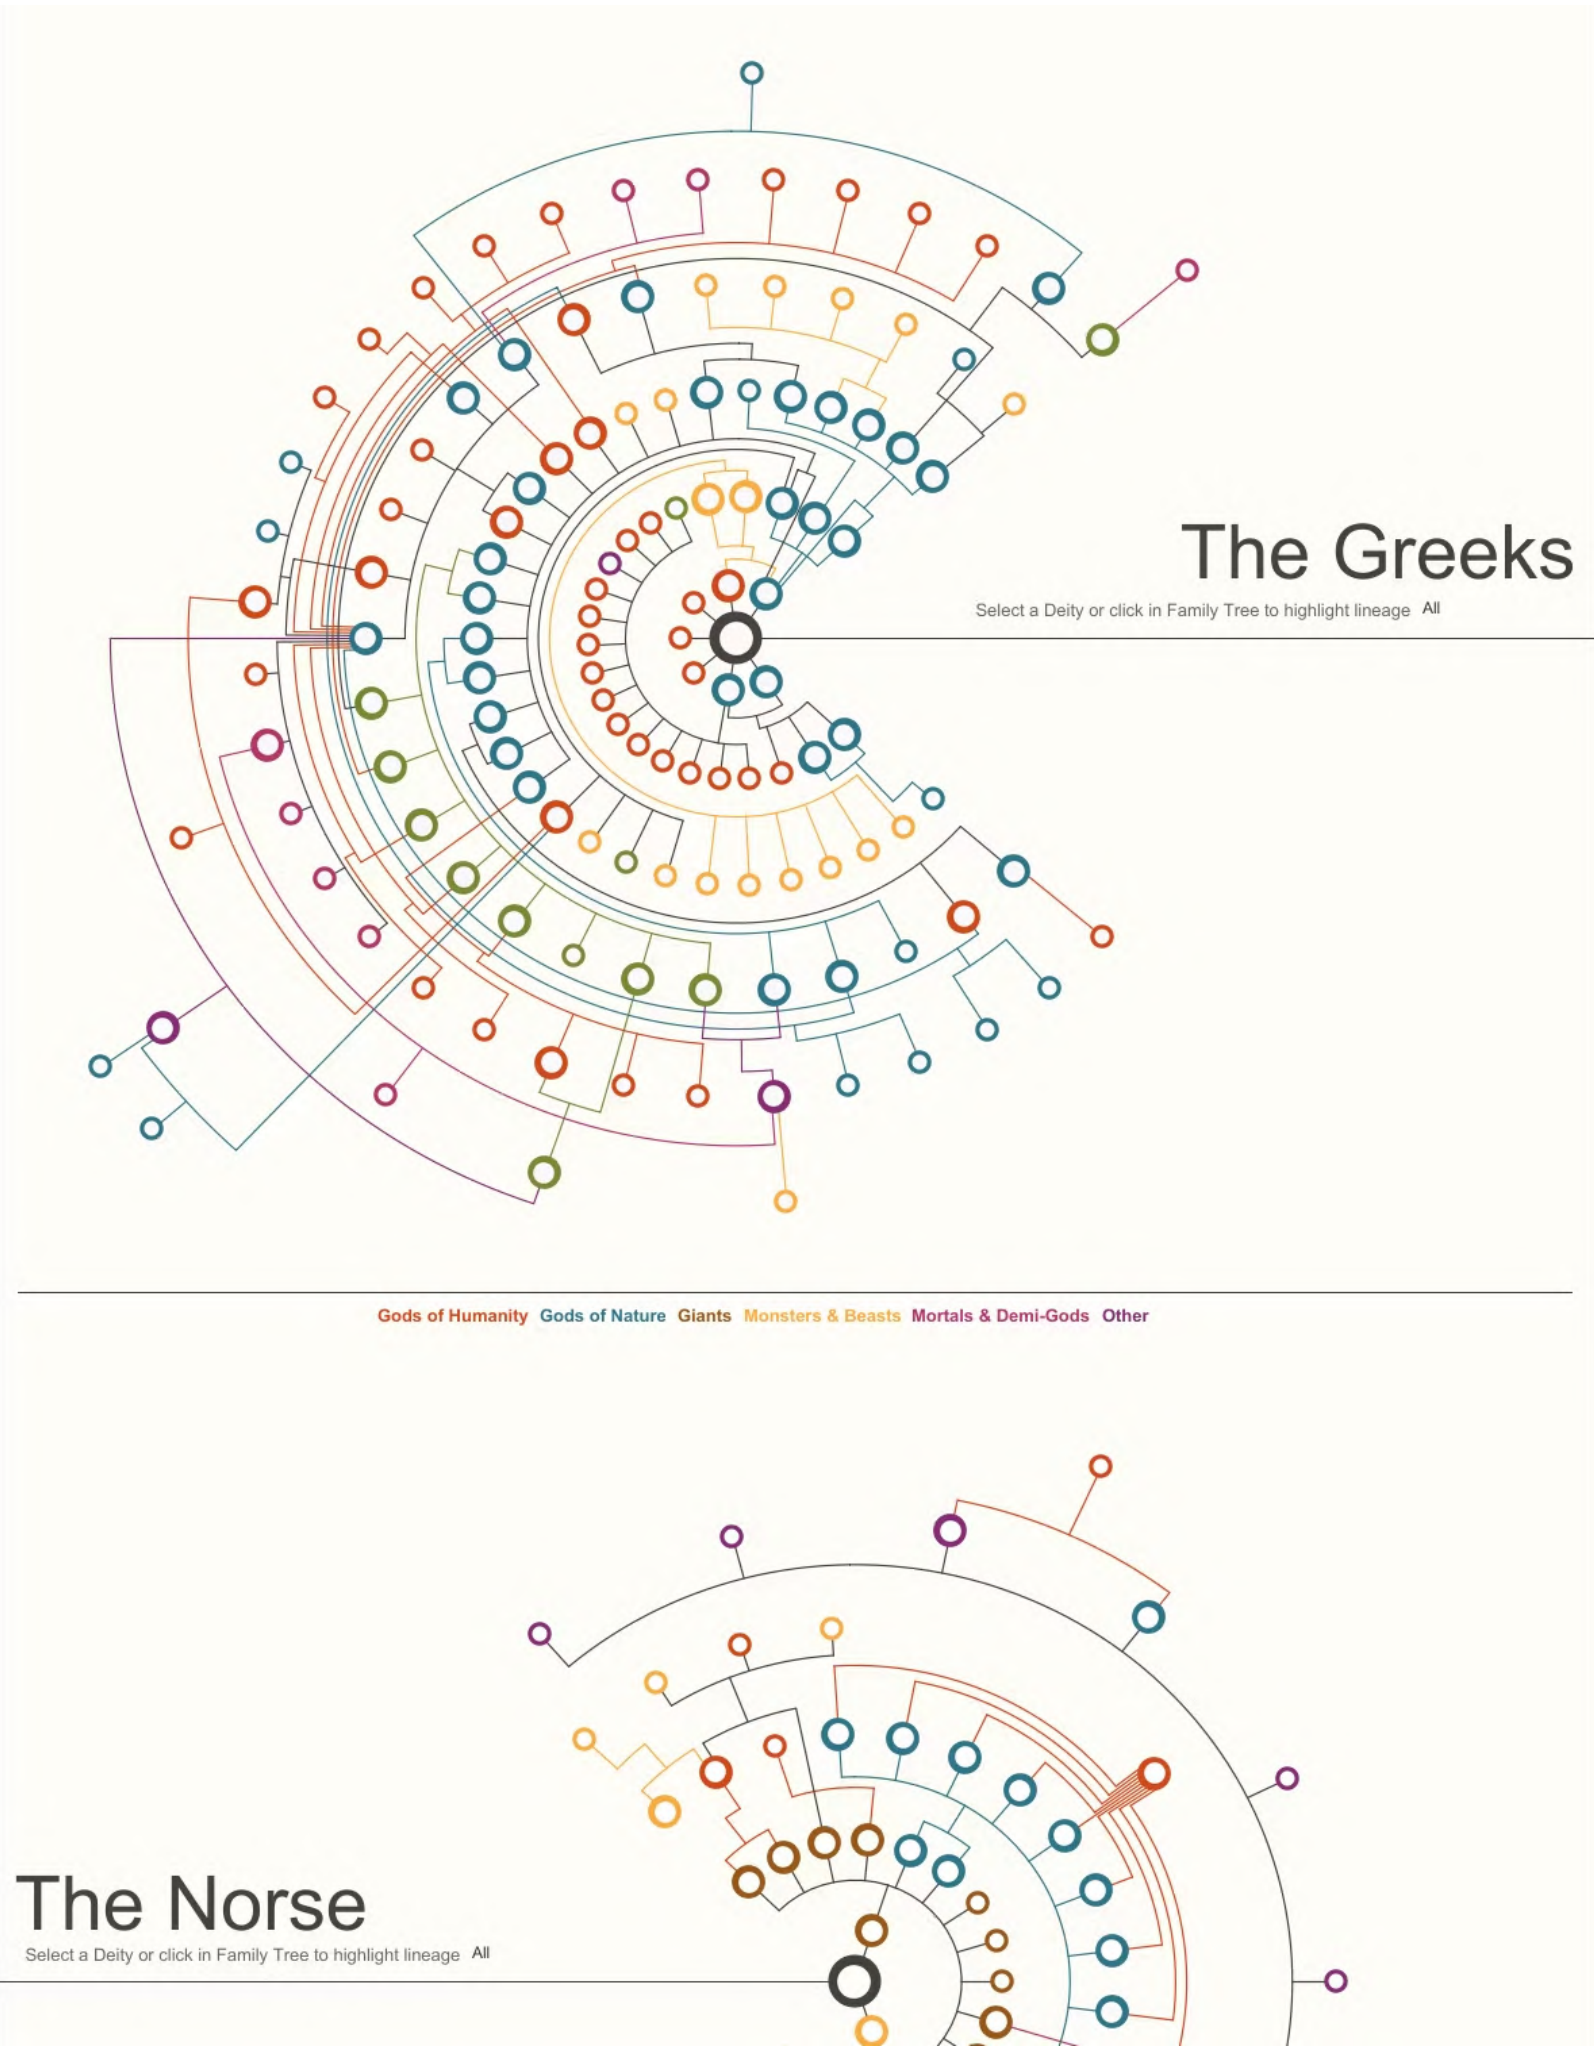 The Greeks
Select a Deity or click in Family Tree to highlight lineage All
Gods of Humanity Gods of Nature Giants Monsters & Beasts Mortals & Demi-Gods Other
The Norse
Select a Deity or click in Family Tree to highlight lineage All